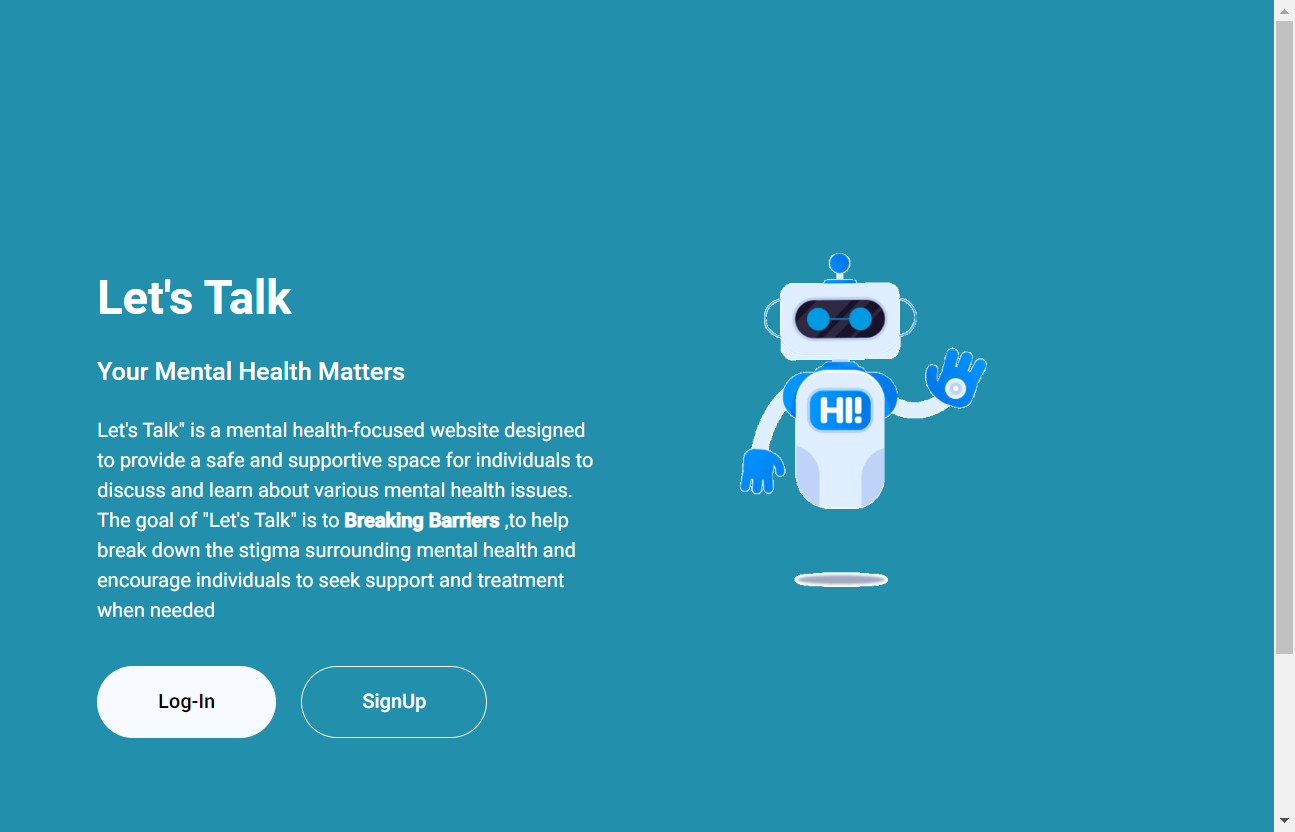 Let's Talk
Your Mental Health Matters
Let's Talk" is a mental health-focused website designed
to provide a safe and supportive space for individuals to
discuss and learn about various mental health issues.
The goal of "Let's Talk" is to Breaking Barriers ,to help
break down the stigma surrounding mental health and
encourage individuals to seek support and treatment
when needed
Log-In SignUp
HI!